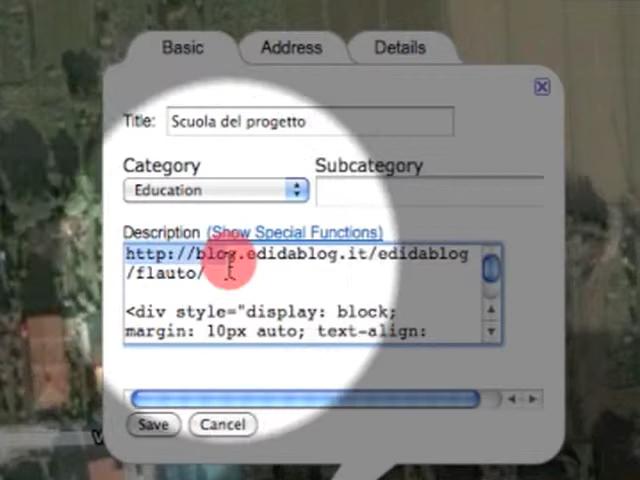 Basic Address Details
Title: Scuola del progetto
Category Subcategory
Education
Description (Show Special Functions)
http://blog.edidablog.it/edidablog
/flauto/
<div style="display: block;
margin: 10px auto; text-align:
Save Cancel